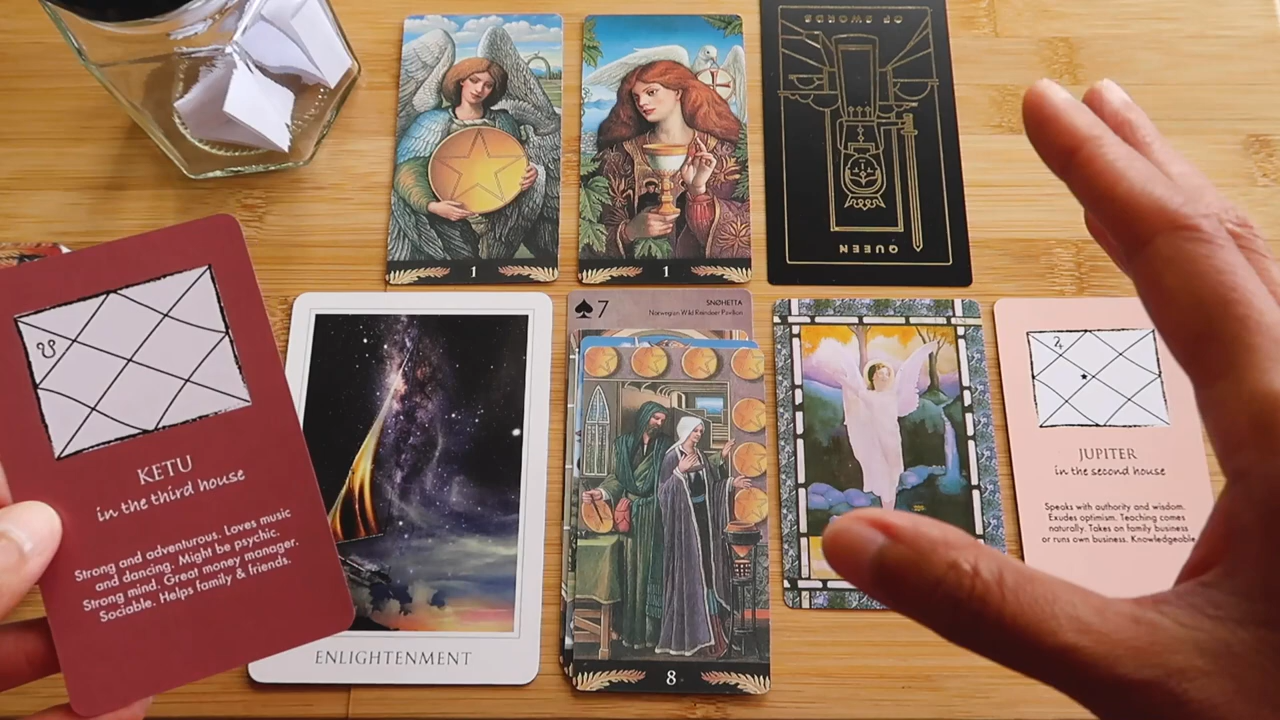 1
1
OF SWORDS
QUEEN
KETU
in the third house
Strong and adventurous. Loves music
and dancing. Might be psychic.
Strong mind. Great money manager.
Sociable. Helps family & friends.
ENLIGHTENMENT
7
SNØHETTA
Norwegian Wild Reindeer Pavilion
8
JUPITER
in the second house
Speaks with authority and wisdom.
Exudes optimism. Teaching comes
naturally. Takes on family business
or runs own business. Knowledgeable